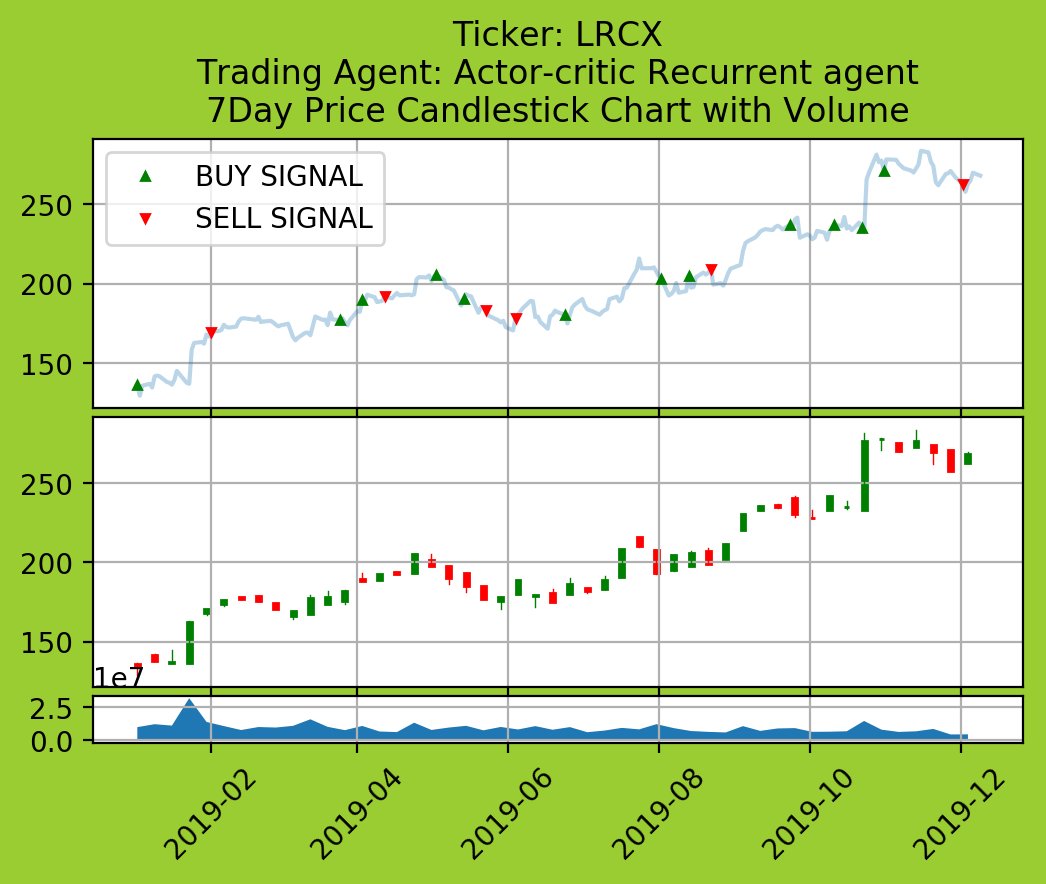 Ticker: LRCX
Trading Agent: Actor-critic Recurrent agent
7Day Price Candlestick Chart with Volume
BUY SIGNAL
SELL SIGNAL
250
200
150
250
200
150
1e7
2.5
0.0
2019-02
2019-04
2019-06
2019-08
2019-10
2019-12